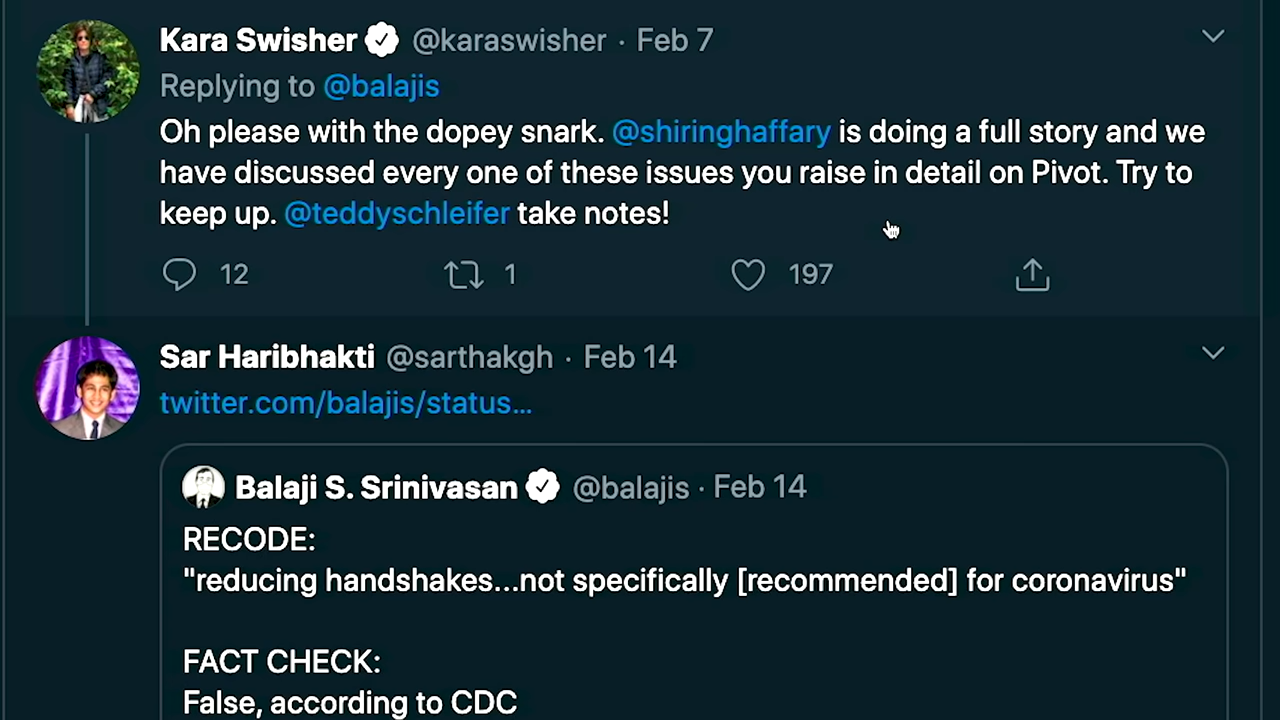 Kara Swisher @karaswisher · Feb 7
Replying to @balajis
Oh please with the dopey snark. @shiringhaffary is doing a full story and we
have discussed every one of these issues you raise in detail on Pivot. Try to
keep up. @teddyschleifer take notes!
12 1 197
Sar Haribhakti @sarthakgh · Feb 14
twitter.com/balajis/status…
Balaji S. Srinivasan @balajis · Feb 14
RECODE:
"reducing handshakes...not specifically [recommended] for coronavirus"
FACT CHECK:
False, according to CDC